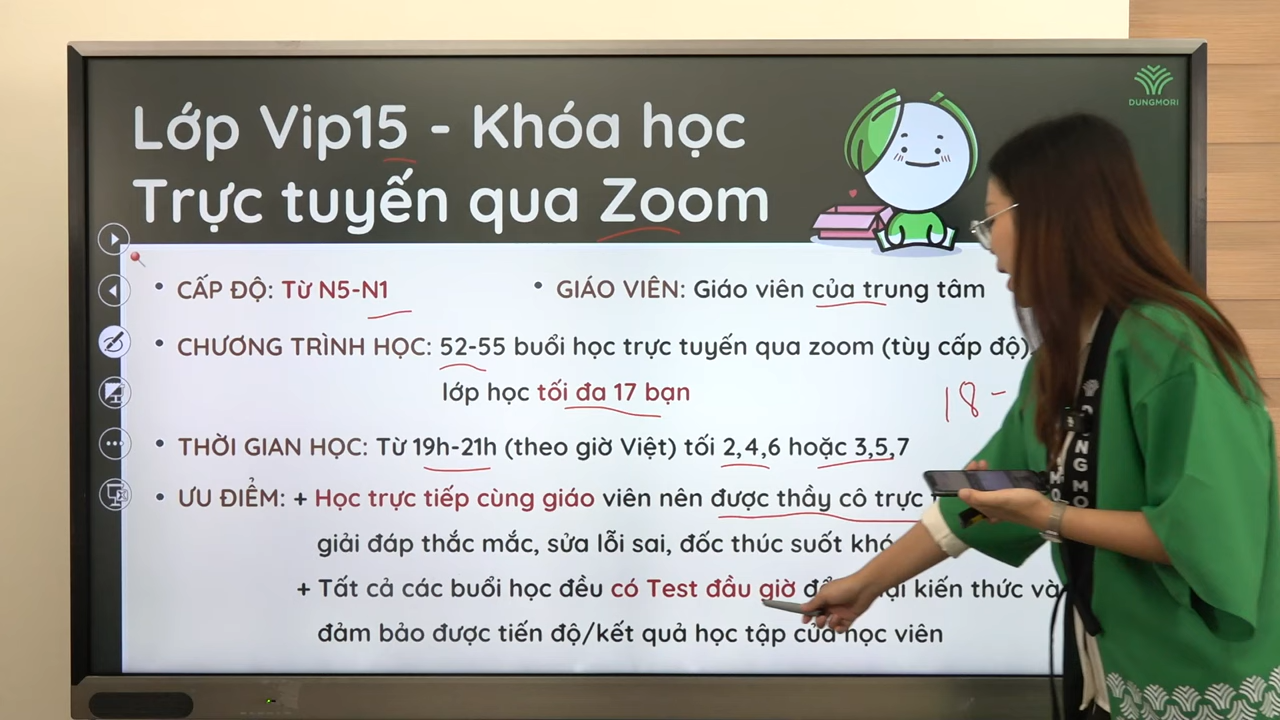 DUNGMORI
Lớp Vip15 - Khóa học
Trực tuyến qua Zoom
• CẤP ĐỘ: Từ N5-N1
• GIÁO VIÊN: Giáo viên của trung tâm
• CHƯƠNG TRÌNH HỌC: 52-55 buổi học trực tuyến qua zoom (tùy cấp độ)
lớp học tối đa 17 bạn
18-
• THỜI GIAN HỌC: Từ 19h-21h (theo giờ Việt) tối 2,4,6 hoặc 3,5,7
• ƯU ĐIỂM: + Học trực tiếp cùng giáo viên nên được thầy cô trực
giải đáp thắc mắc, sửa lỗi sai, đốc thúc suốt
+ Tất cả các buổi học đều có Test đầu giờ kiến thức và
đảm bảo được tiến độ/kết quả học tập của học viên